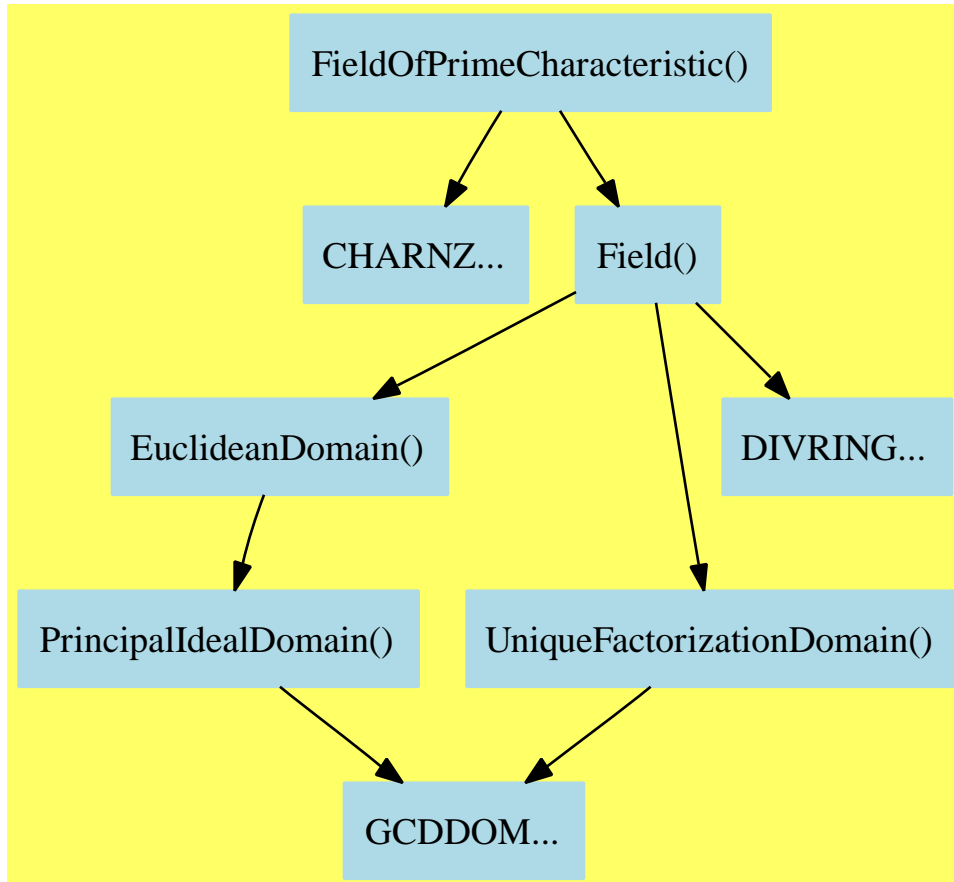 FieldOfPrimeCharacteristic()
CHARNZ...
Field()
EuclideanDomain()
DIVRING...
PrincipalIdealDomain()
UniqueFactorizationDomain()
GCDDOM...